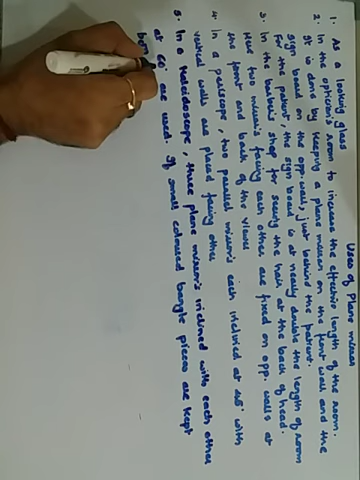 Uses of Plane mirror
1. As a looking glass
2. In the optician's room to increase the effective length of the room.
It is done by keeping a plane mirror on the front wall and the
sign board on the opp. wall, just behind the patient.
For the patient, the sign board is at nearly double the length of room
3. In the barber's shop for seeing the hair at the back of head.
Here two mirrors facing each other are fixed on opp. walls at
the front and back of the viewer
4. In a periscope, two parallel mirrors each inclined at 45° with
vertical walls are placed facing other
5. In a Kaleidoscope, three plane mirrors inclined with each other
at 60° are used. If small coloured bangle pieces are kept